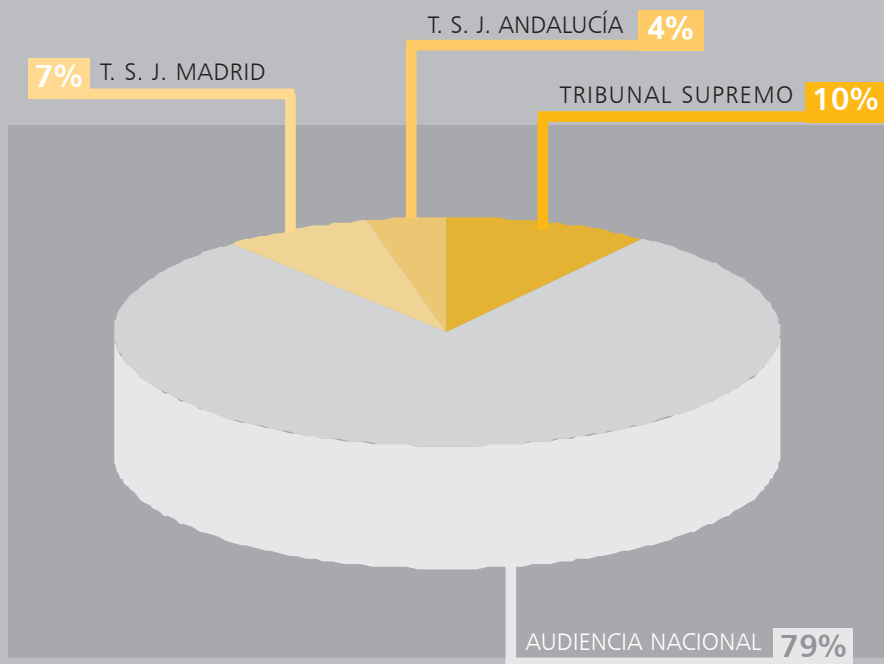 T. S. J. ANDALUCÍA 4%
7% T. S. J. MADRID
TRIBUNAL SUPREMO 10%
AUDIENCIA NACIONAL 79%